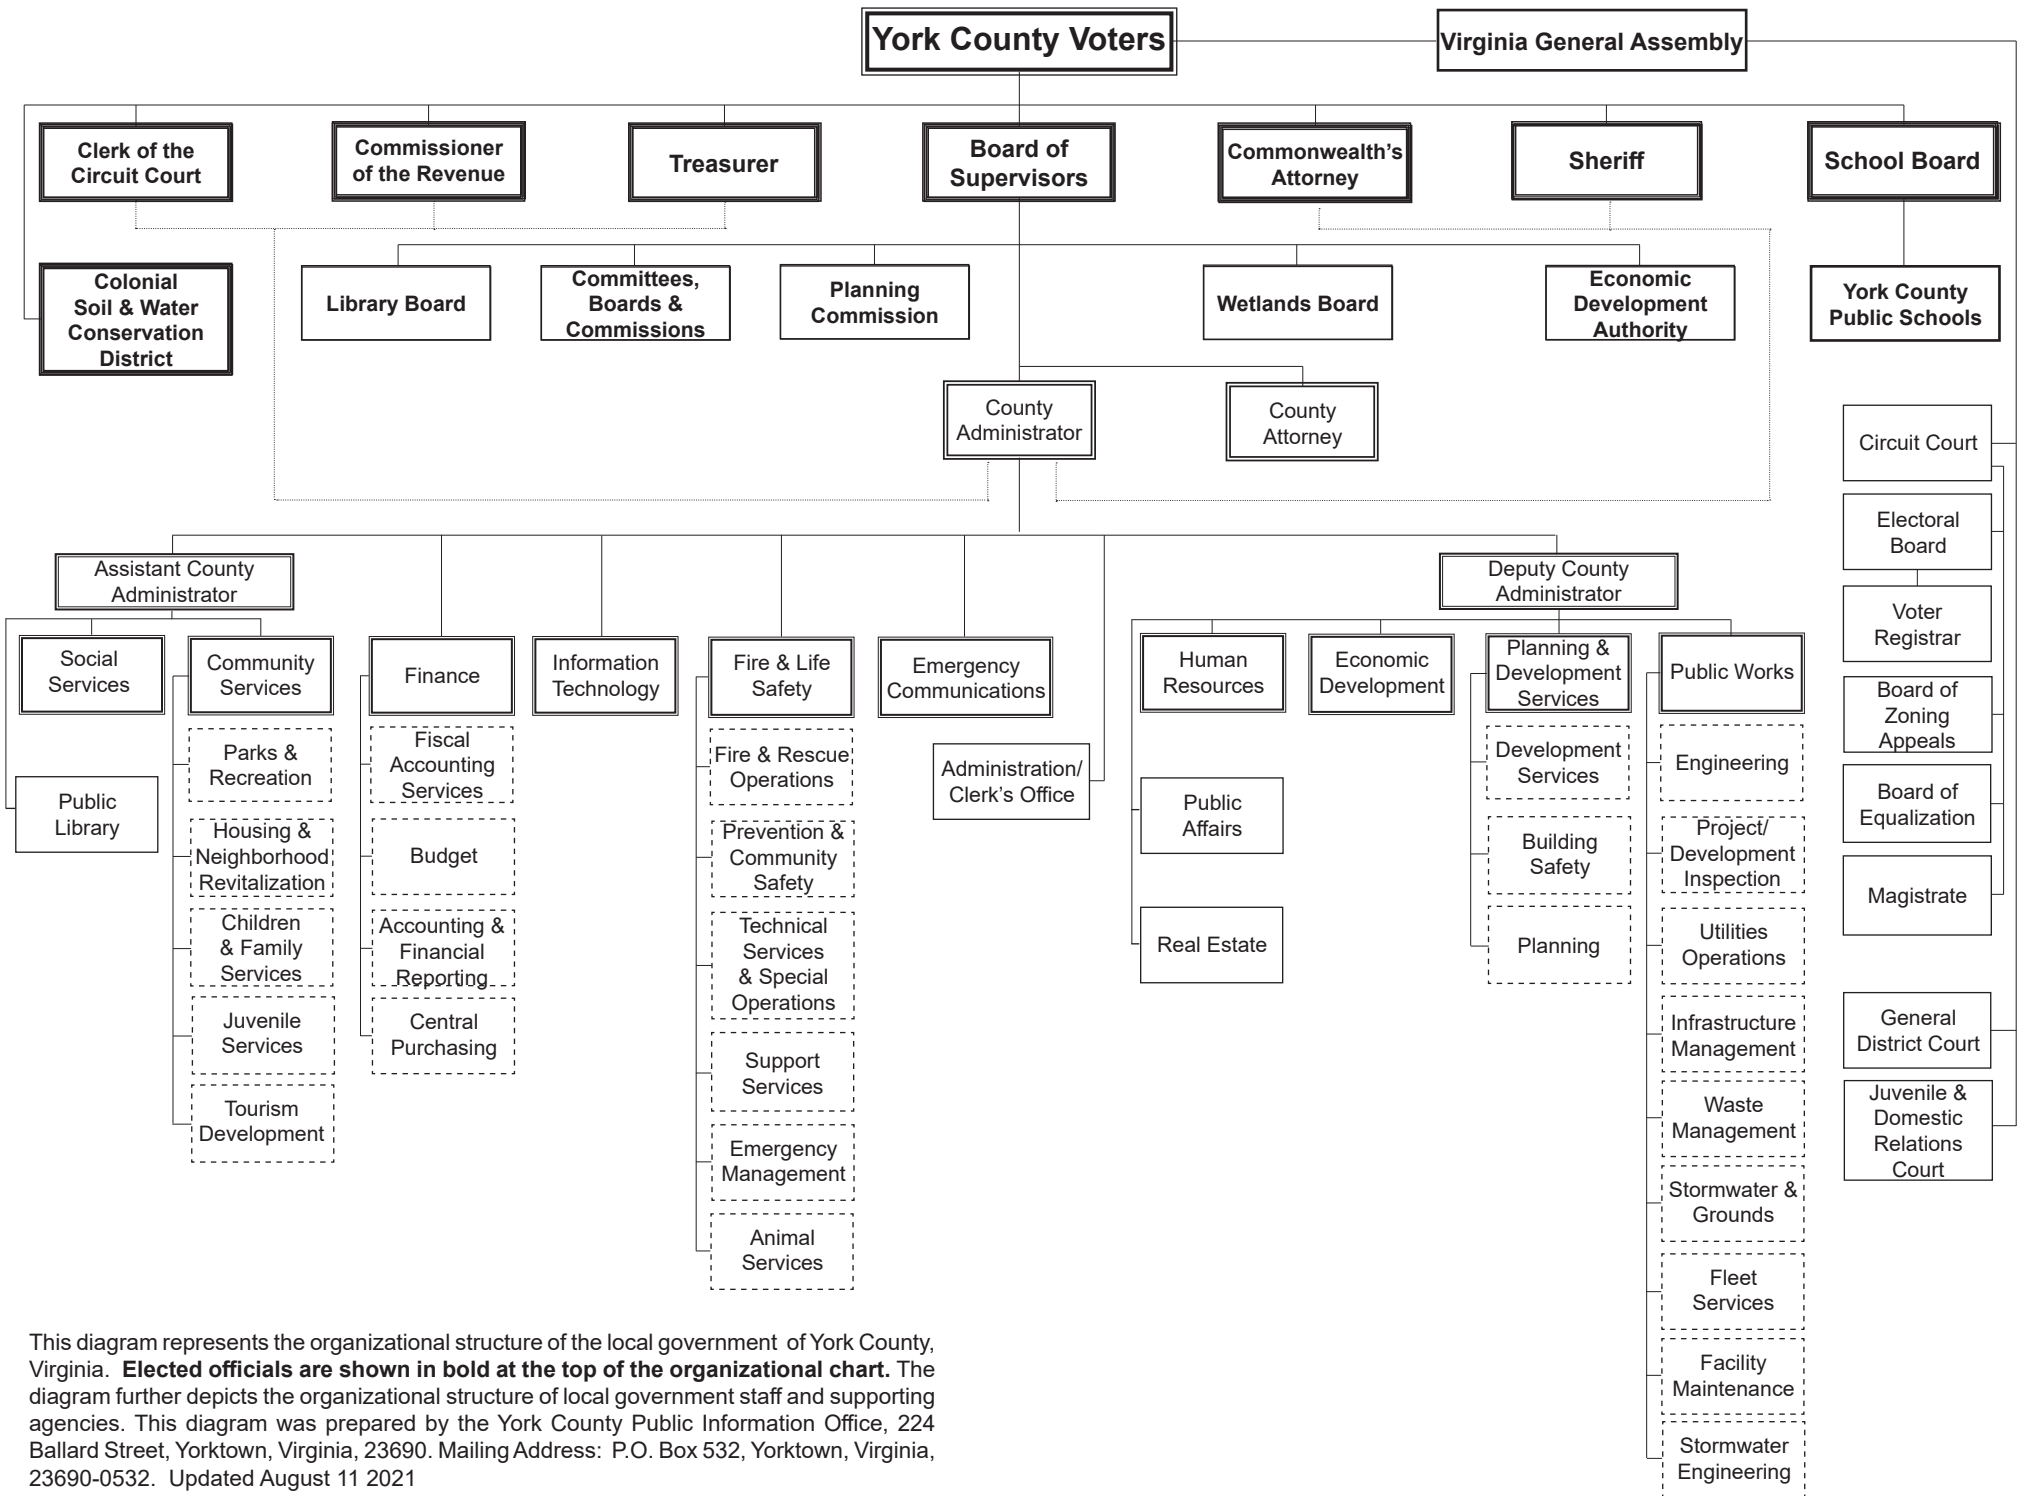 York County Voters
Virginia General Assembly
Clerk of the
Circuit Court
Commissioner
of the Revenue
Treasurer
Board of
Supervisors
Commonwealth’s
Attorney
Sheriff
School Board
Colonial
Soil & Water
Conservation
District
Library Board
Committees,
Boards &
Commissions
Planning
Commission
Wetlands Board
Economic
Development
Authority
York County
Public Schools
County
Administrator
County
Attorney
Circuit Court
Electoral
Board
Voter
Registrar
Board of
Zoning
Appeals
Board of
Equalization
Magistrate
General
District Court
Juvenile &
Domestic
Relations
Court
Assistant County
Administrator
Deputy County
Administrator
Social
Services
Public
Library
Community
Services
Parks &
Recreation
Housing &
Neighborhood
Revitalization
Children
& Family
Services
Juvenile
Services
Tourism
Development
Finance
Fiscal
Accounting
Services
Budget
Accounting &
Financial
Reporting
Central
Purchasing
Information
Technology
Fire & Life
Safety
Fire & Rescue
Operations
Prevention &
Community
Safety
Technical
Services
& Special
Operations
Support
Services
Emergency
Management
Animal
Services
Emergency
Communications
Administration/
Clerk’s Office
Human
Resources
Public
Affairs
Real Estate
Economic
Development
Planning &
Development
Services
Development
Services
Building
Safety
Planning
Public Works
Engineering
Project/
Development
Inspection
Utilities
Operations
Infrastructure
Management
Waste
Management
Stormwater &
Grounds
Fleet
Services
Facility
Maintenance
Stormwater
Engineering
This diagram represents the organizational structure of the local government of York County,
Virginia. Elected officials are shown in bold at the top of the organizational chart. The
diagram further depicts the organizational structure of local government staff and supporting
agencies. This diagram was prepared by the York County Public Information Office, 224
Ballard Street, Yorktown, Virginia, 23690. Mailing Address: P.O. Box 532, Yorktown, Virginia,
23690-0532. Updated August 11 2021